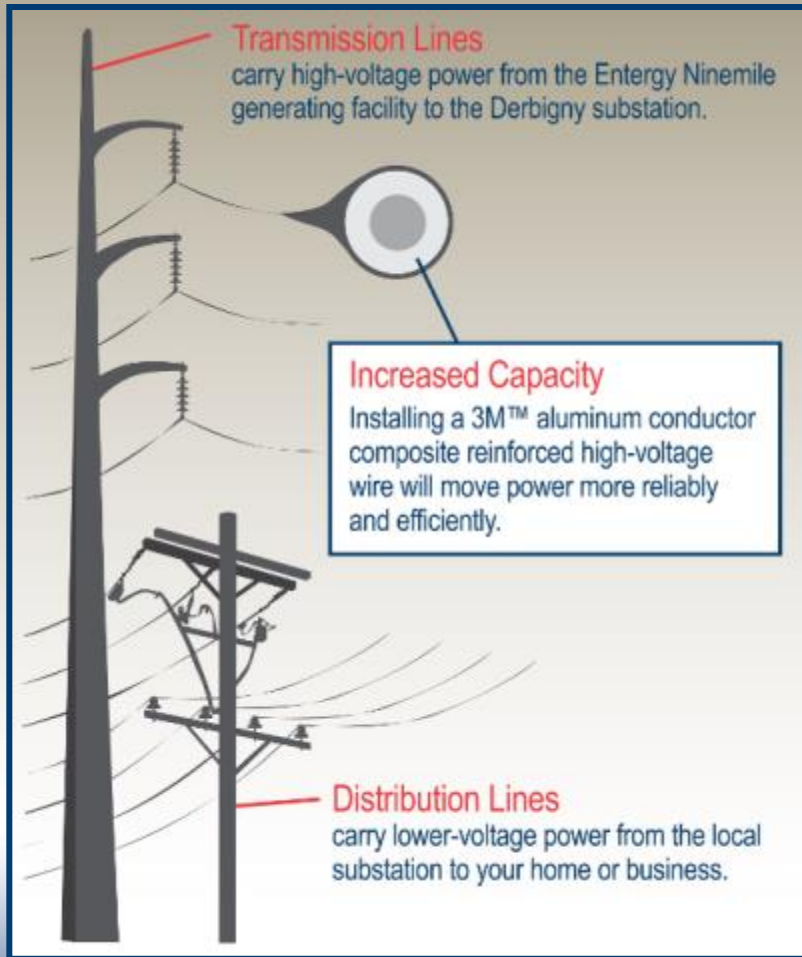 Transmission Lines
carry high-voltage power from the Entergy Ninemile
generating facility to the Derbigny substation.
Increased Capacity
Installing a 3M™ aluminum conductor
composite reinforced high-voltage
wire will move power more reliably
and efficiently.
Distribution Lines
carry lower-voltage power from the local
substation to your home or business.